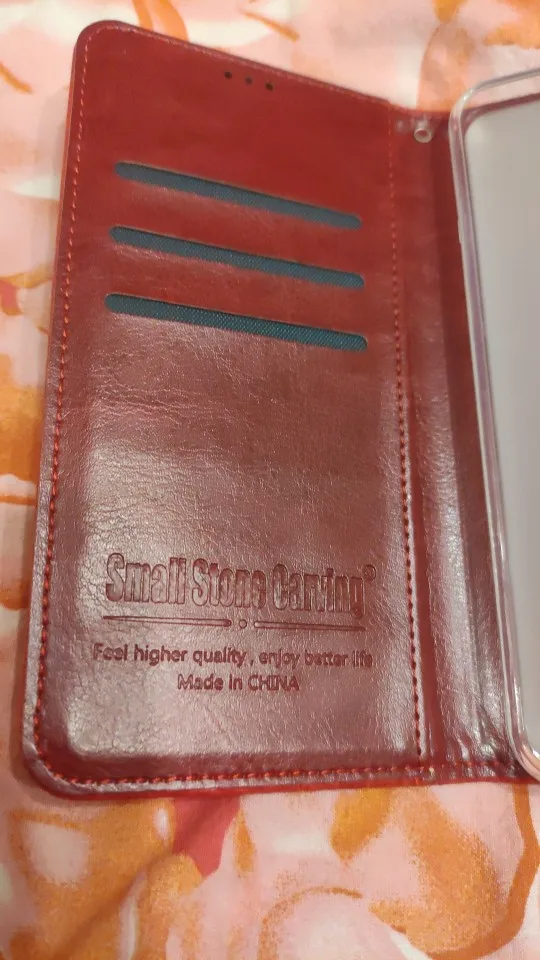 Small Stone Carving®
Feel higher quality , enjoy better life
Made in CHINA